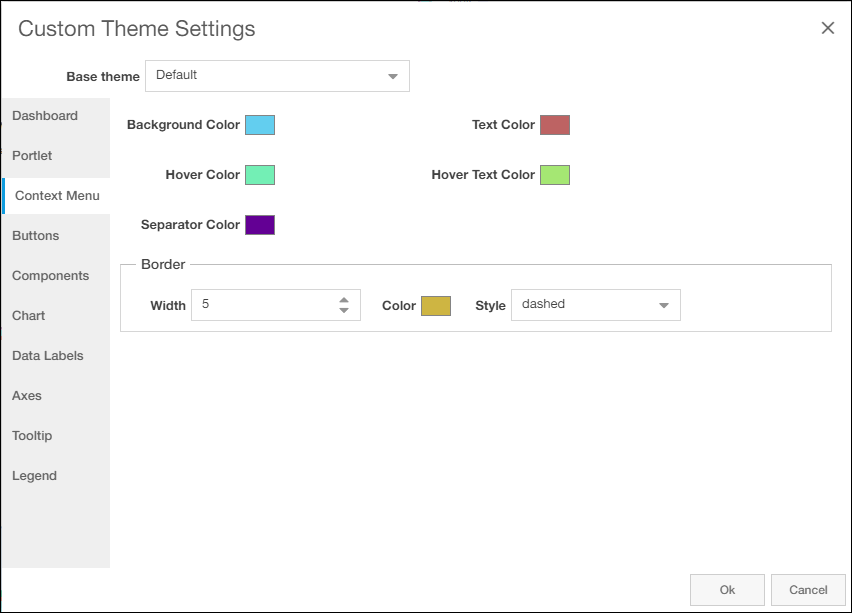 Custom Theme Settings
Base theme Default
Dashboard
Background Color Text Color
Portlet
Hover Color Hover Text Color
Context Menu
Separator Color
Buttons
Border
Components
Width 5 Color Style dashed
Chart
Data Labels
Axes
Tooltip
Legend
Ok Cancel